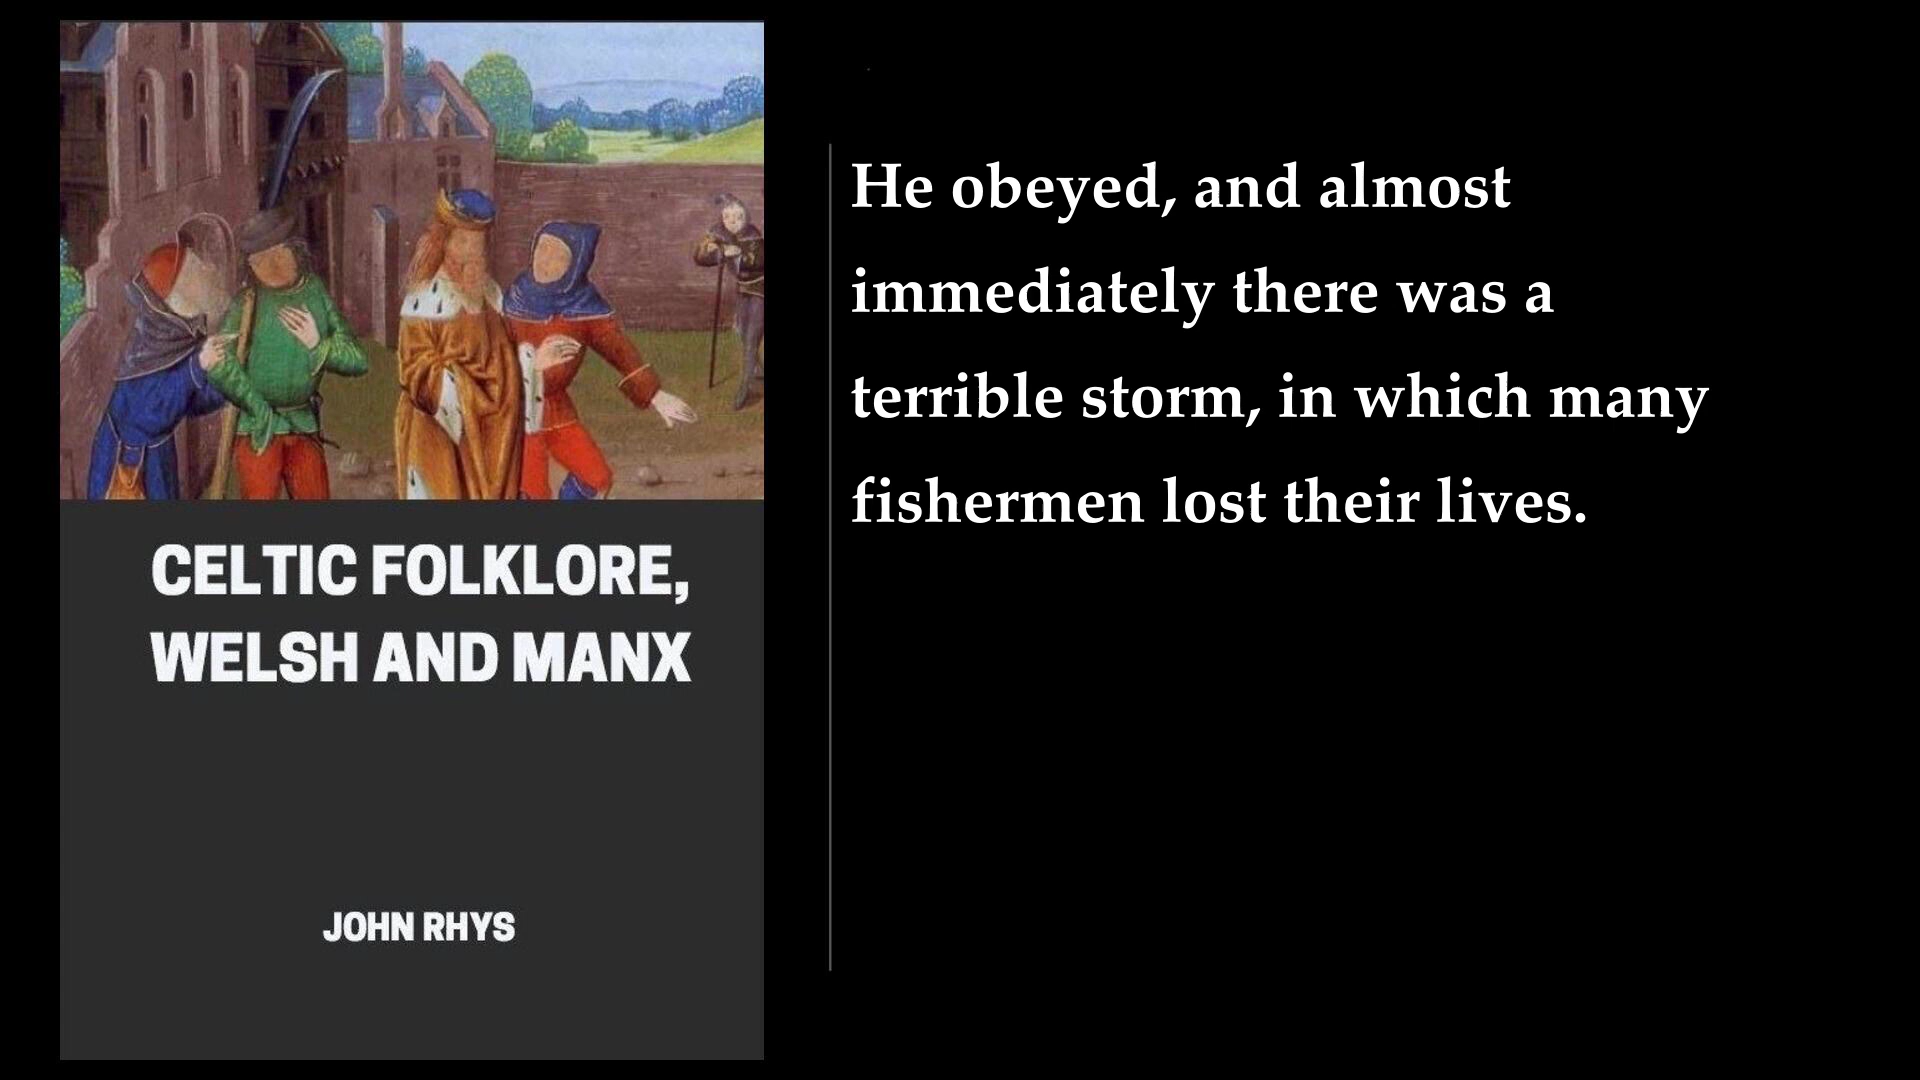 CELTIC FOLKLORE,
WELSH AND MANX
JOHN RHYS
He obeyed, and almost
immediately there was a
terrible storm, in which many
fishermen lost their lives.